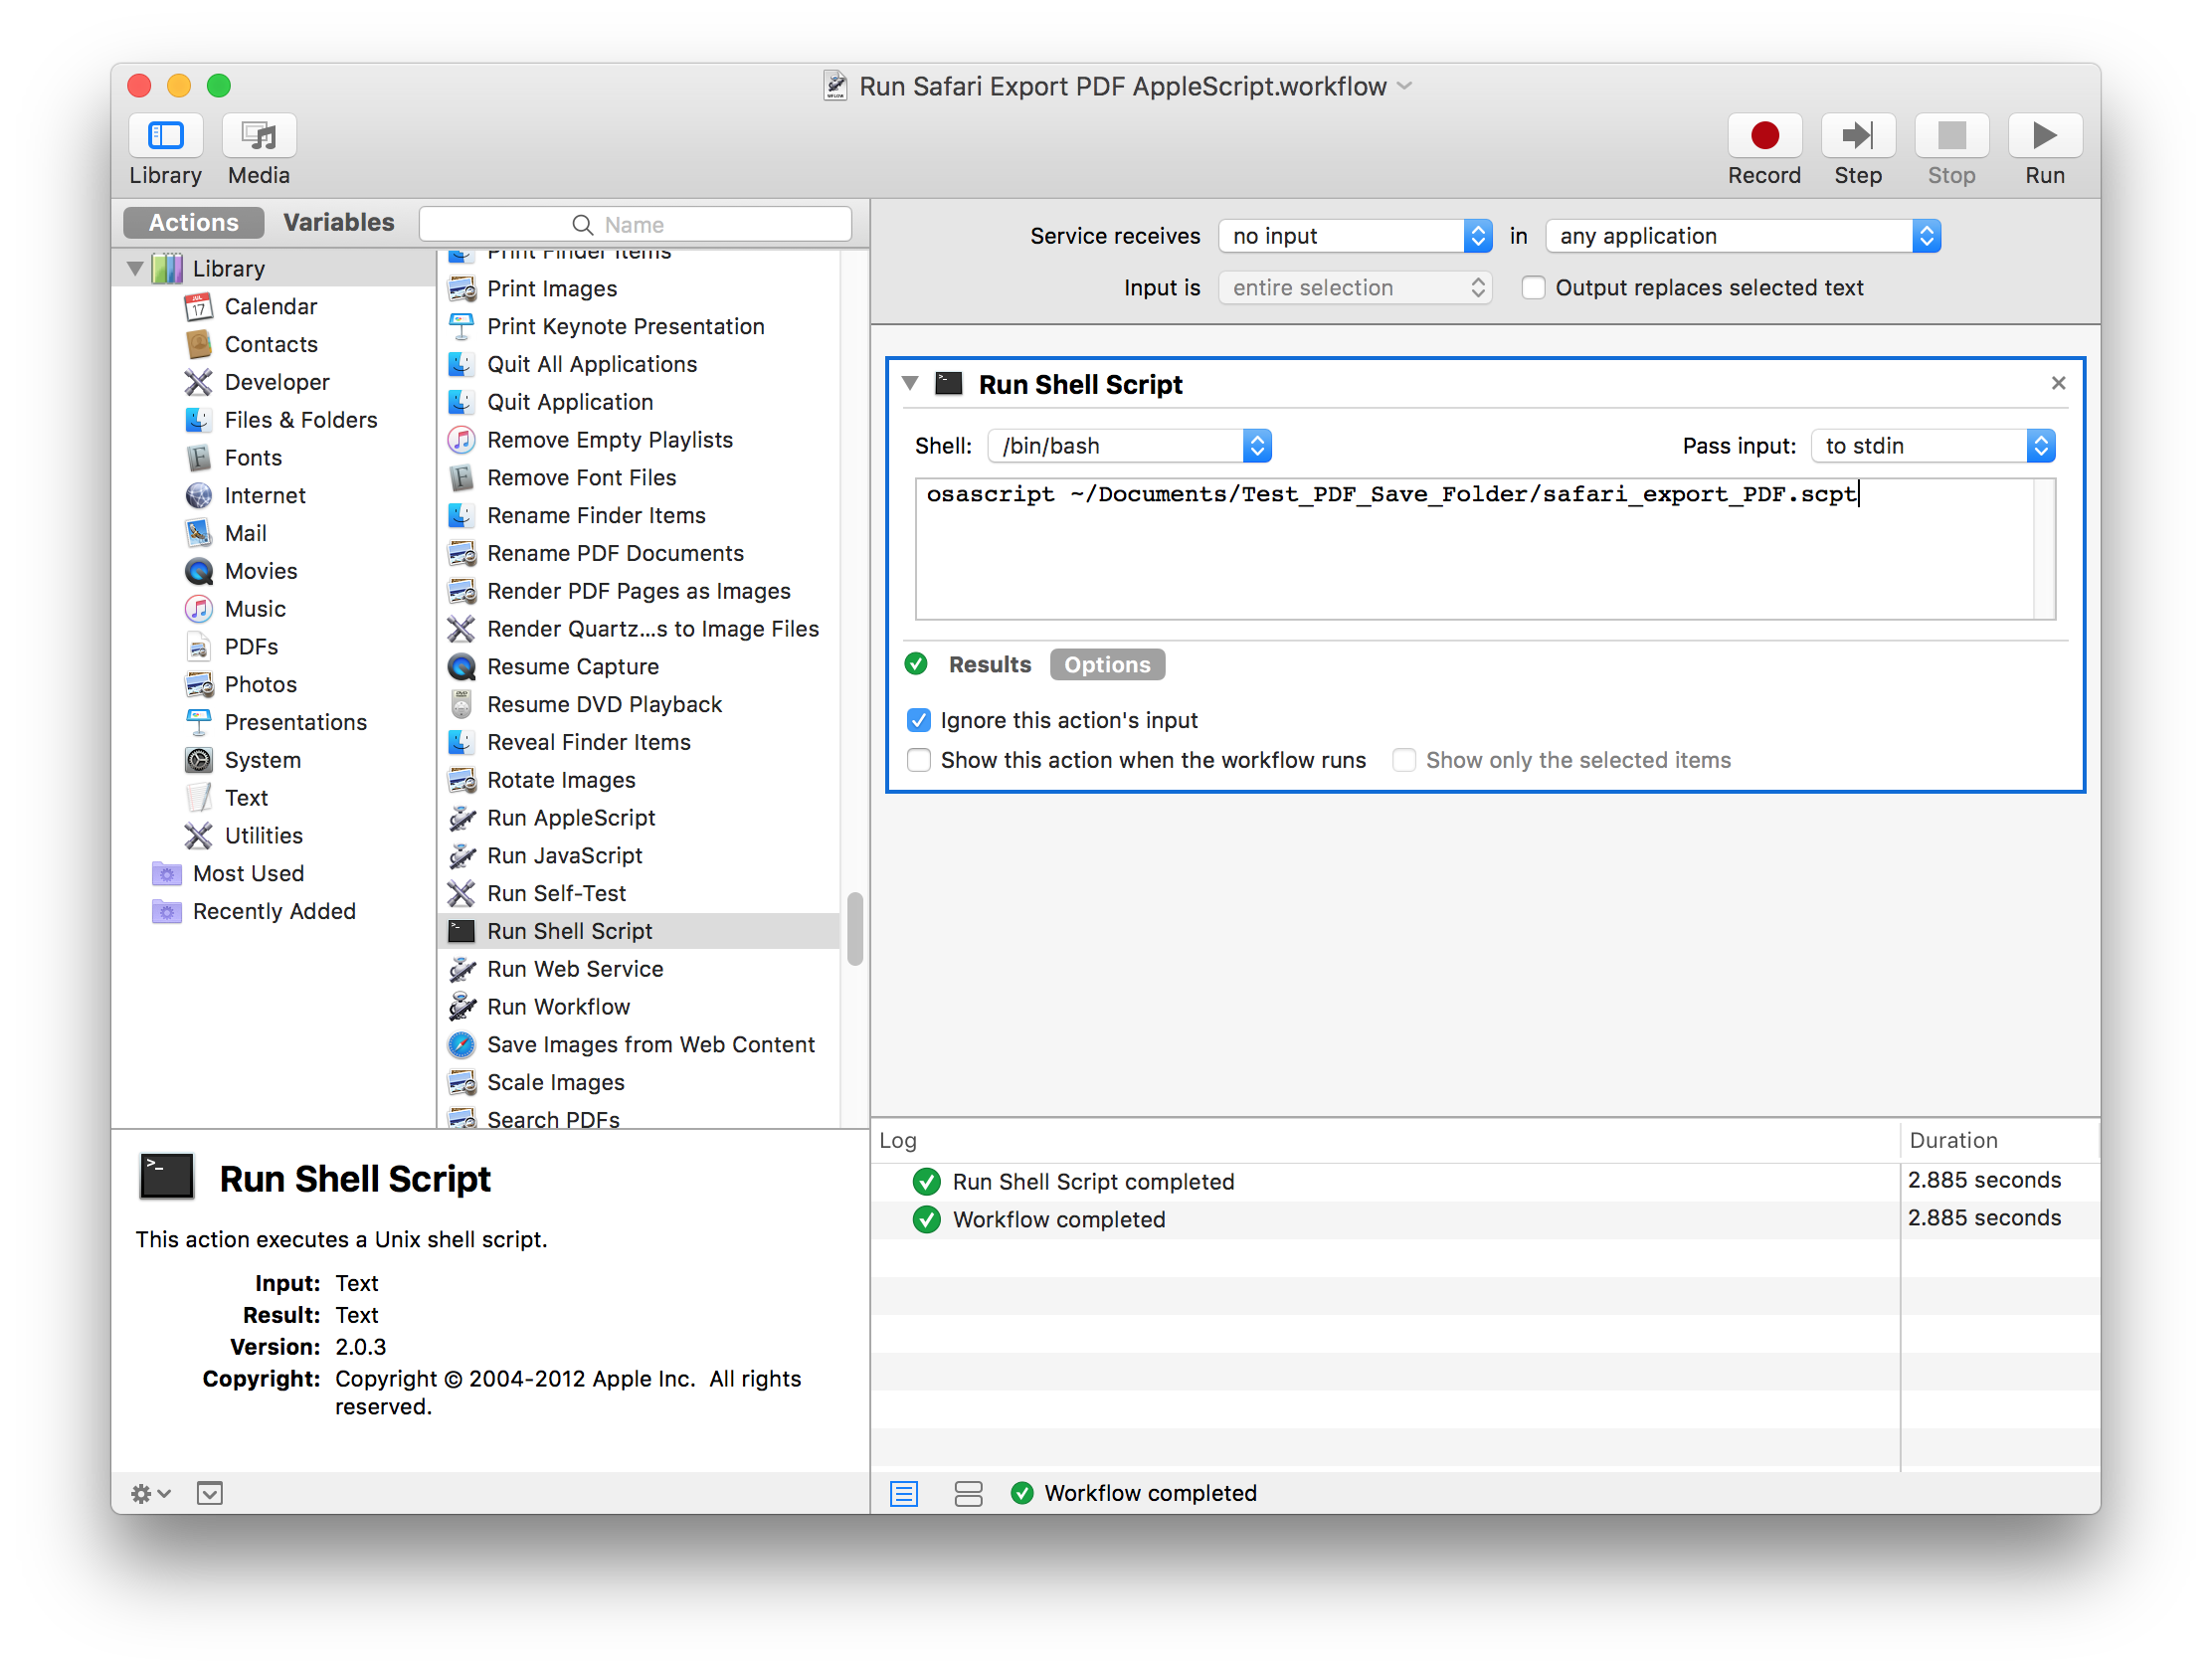 Run Safari Export PDF AppleScript.workflow
Library
Media
Record
Step
Stop
Run
Actions
Variables
Name
Library
Calendar
Contacts
Developer
Files & Folders
Fonts
Internet
Mail
Movies
Music
PDFs
Photos
Presentations
System
Text
Utilities
Most Used
Recently Added
Print Finder Items
Print Images
Print Keynote Presentation
Quit All Applications
Quit Application
Remove Empty Playlists
Remove Font Files
Rename Finder Items
Rename PDF Documents
Render PDF Pages as Images
Render Quartz...s to Image Files
Resume Capture
Resume DVD Playback
Reveal Finder Items
Rotate Images
Run AppleScript
Run JavaScript
Run Self-Test
Run Shell Script
Run Web Service
Run Workflow
Save Images from Web Content
Scale Images
Search PDFs
Service receives no input in any application
Input is entire selection Output replaces selected text
Run Shell Script
Shell: /bin/bash Pass input: to stdin
osascript ~/Documents/Test_PDF_Save_Folder/safari_export_PDF.scpt
Results Options
Ignore this action's input
Show this action when the workflow runs Show only the selected items
Log Duration
Run Shell Script completed 2.885 seconds
Workflow completed 2.885 seconds
Run Shell Script
This action executes a Unix shell script.
Input: Text
Result: Text
Version: 2.0.3
Copyright: Copyright © 2004-2012 Apple Inc. All rights
reserved.
Workflow completed